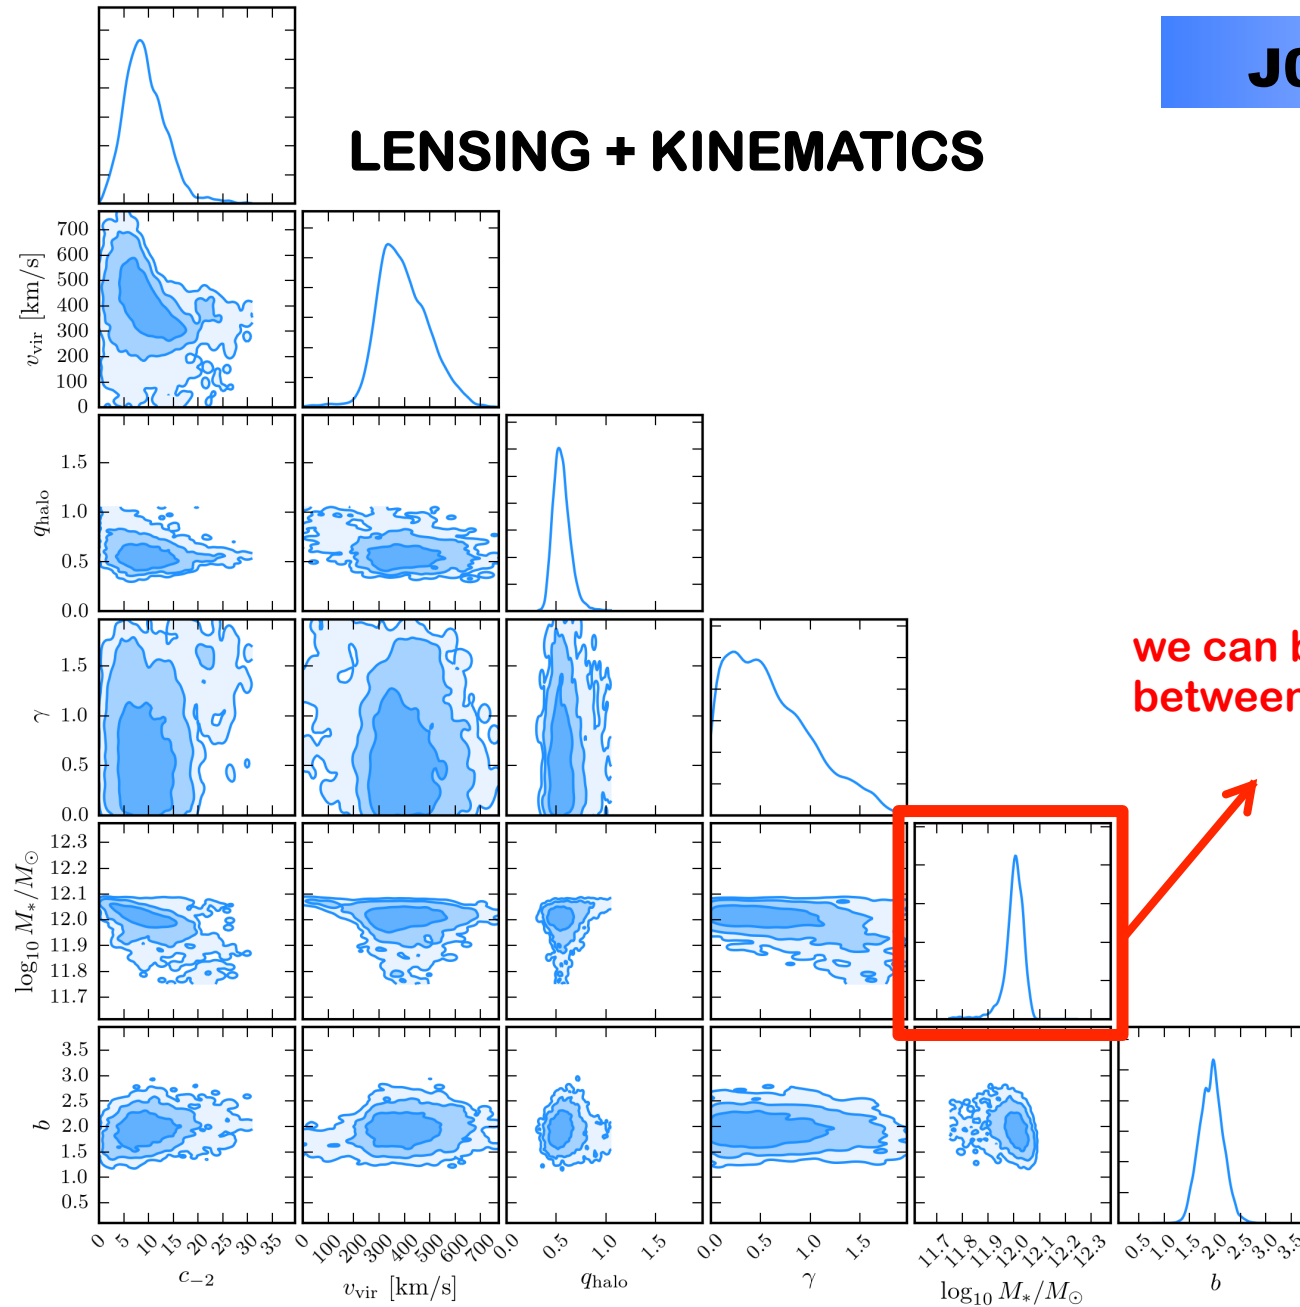 J0
LENSING + KINEMATICS
700
600
500
400
300
200
100
0
v_vir [km/s]
1.5
1.0
0.5
0.0
q_halo
1.5
1.0
0.5
0.0
γ
we can b
between
12.3
12.2
12.1
12.0
11.9
11.8
11.7
log₁₀ M_*/M_⊙
3.5
3.0
2.5
2.0
1.5
1.0
0.5
b
0 5 10 15 20 25 30 35
c_−2
0 100 200 300 400 500 600 700
v_vir [km/s]
0.0 0.5 1.0 1.5
q_halo
0.0 0.5 1.0 1.5
γ
11.7 11.8 11.9 12.0 12.1 12.2 12.3
log₁₀ M_*/M_⊙
0.5 1.0 1.5 2.0 2.5 3.0 3.5
b